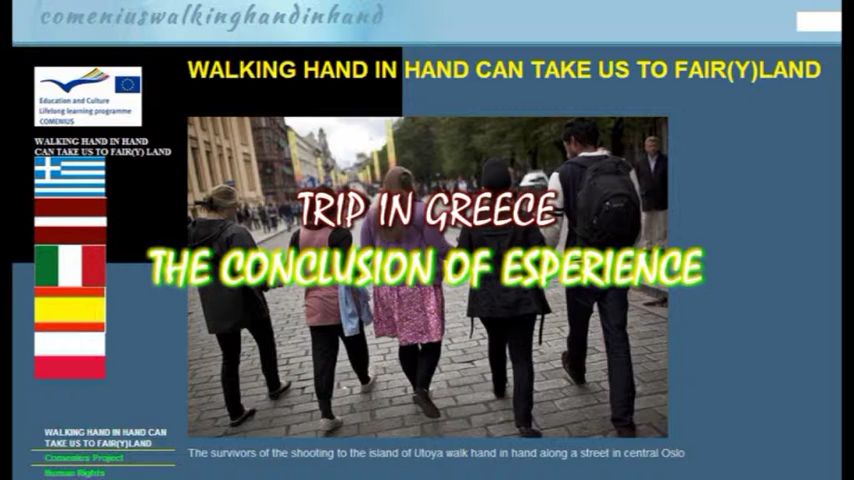 comeniuswalkinghandinhand
WALKING HAND IN HAND CAN TAKE US TO FAIR(Y)LAND
Education and Culture
Lifelong learning programme
COMENIUS
WALKING HAND IN HAND
CAN TAKE US TO FAIR(Y) LAND
TRIP IN GREECE
THE CONCLUSION OF ESPERIENCE
WALKING HAND IN HAND CAN
TAKE US TO FAIR(Y)LAND
Comenius Project
Human Rights
The survivors of the shooting to the island of Utoya walk hand in hand along a street in central Oslo